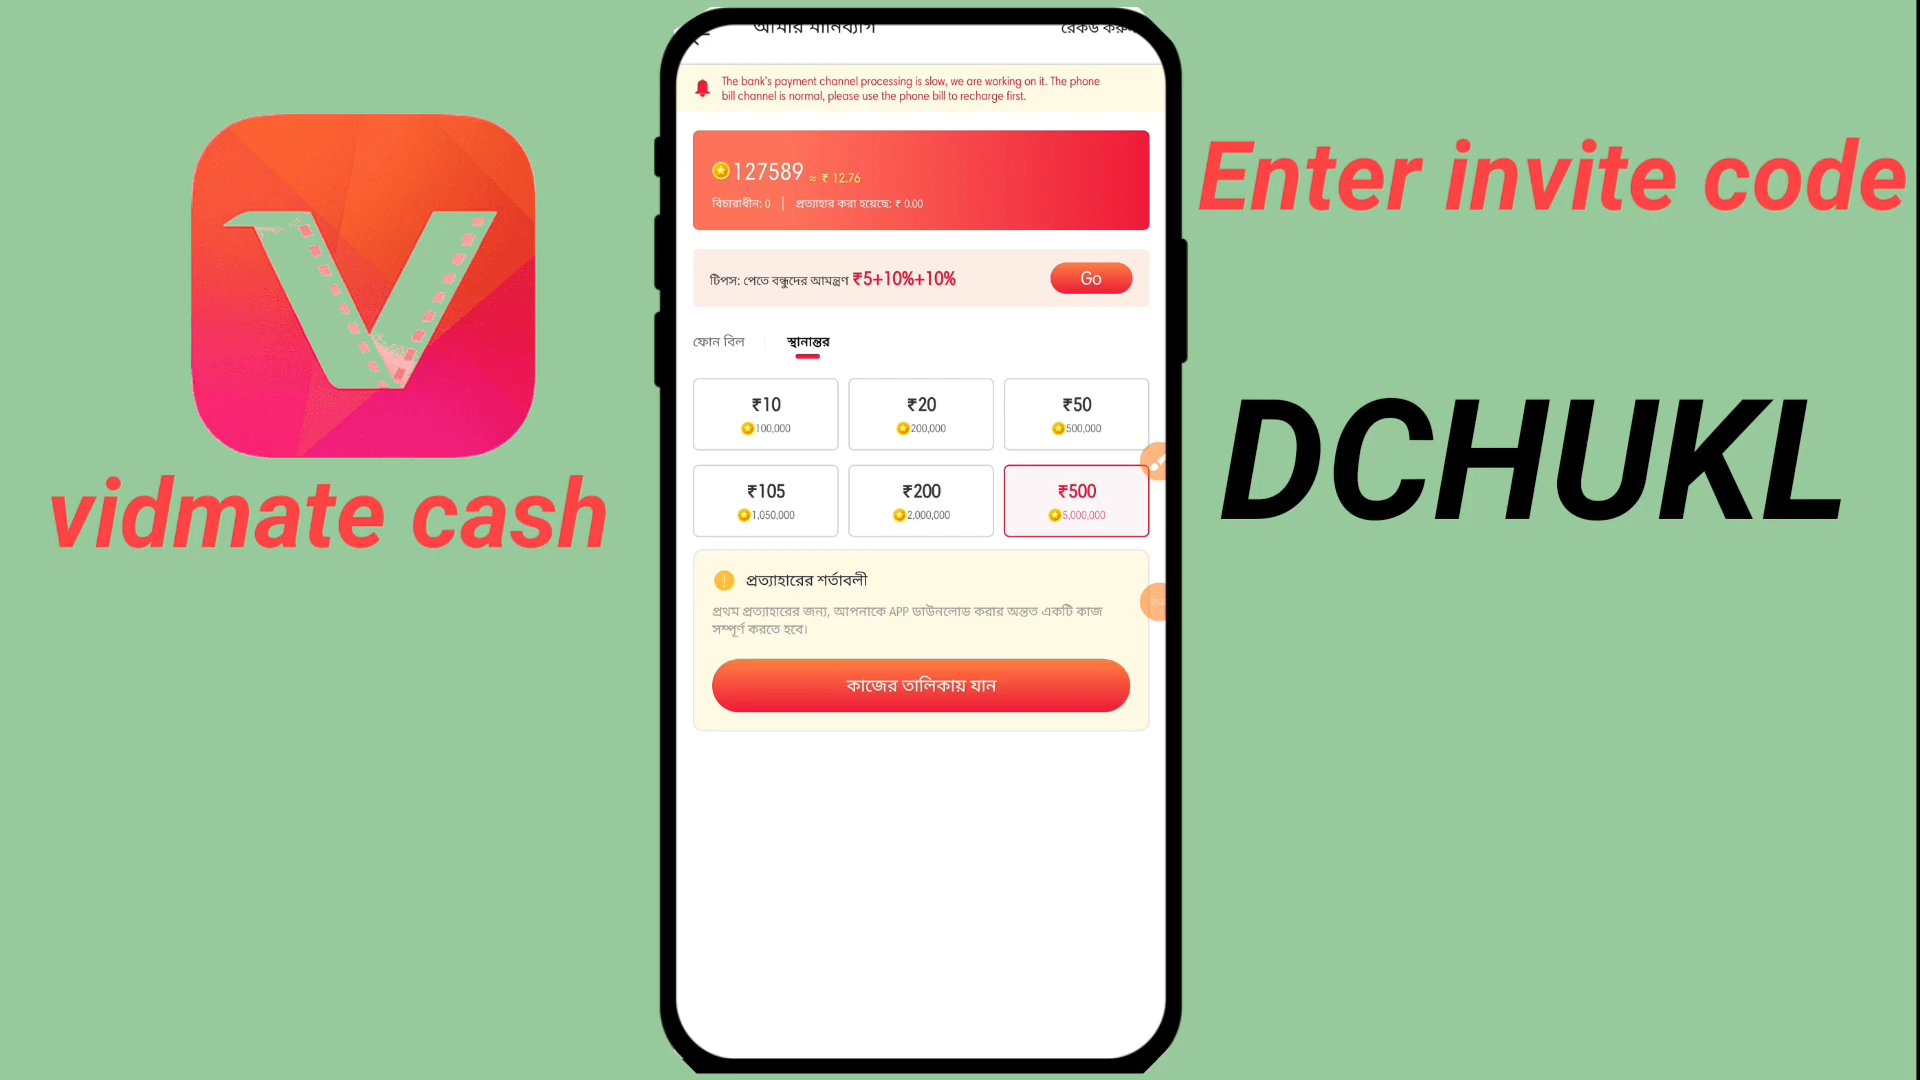 আমার মানিব্যাগ
The bank's payment channel processing is slow, we are working on it. The phone
bill channel is normal, please use the phone bill to recharge first.
127589 ≈ ₹ 12.76
বিচারাধীন: 0 | প্রত্যাহার করা হয়েছে: ₹ 0.00
টিপস: পেতে বন্ধুদের আমন্ত্রণ ₹5+10%+10%
Go
ফোন বিল
স্থানান্তর
₹10
100,000
₹20
200,000
₹50
500,000
₹105
1,050,000
₹200
2,000,000
₹500
5,000,000
প্রত্যাহারের শর্তাবলী
প্রথম প্রত্যাহারের জন্য, আপনাকে APP ডাউনলোড করার অন্তত একটি কাজ
সম্পূর্ণ করতে হবে।
কাজের তালিকায় যান
vidmate cash
Enter invite code
DCHUKL